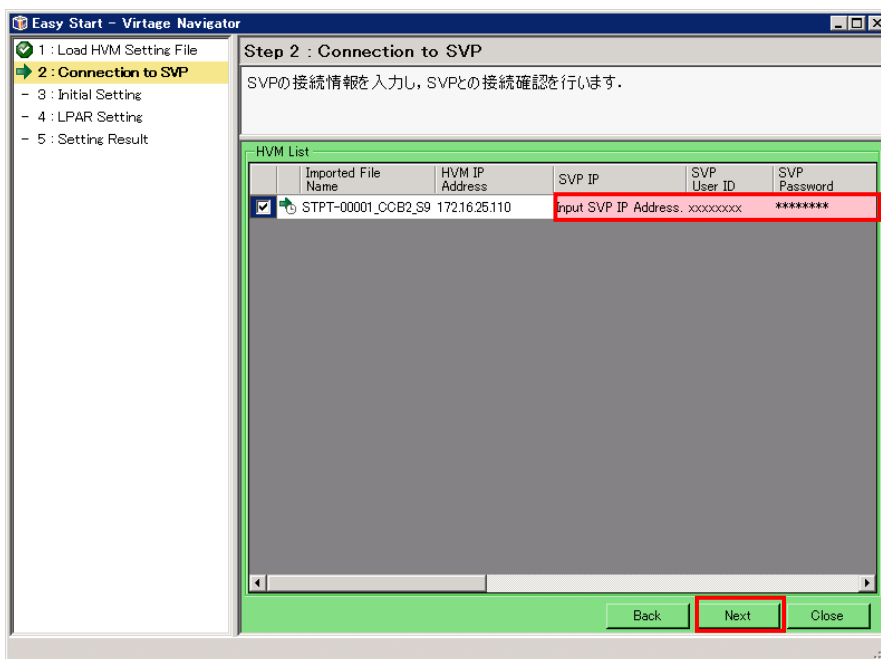 Easy Start - Virtage Navigator
1 : Load HVM Setting File
2 : Connection to SVP
- 3 : Initial Setting
- 4 : LPAR Setting
- 5 : Setting Result
Step 2 : Connection to SVP
SVPの接続情報を入力し，SVPとの接続確認を行います．
HVM List
Imported File Name
HVM IP Address
SVP IP
SVP User ID
SVP Password
STPT-00001_CCB2_S9 172.16.25.110 Input SVP IP Address. xxxxxxxx ********
Back Next Close